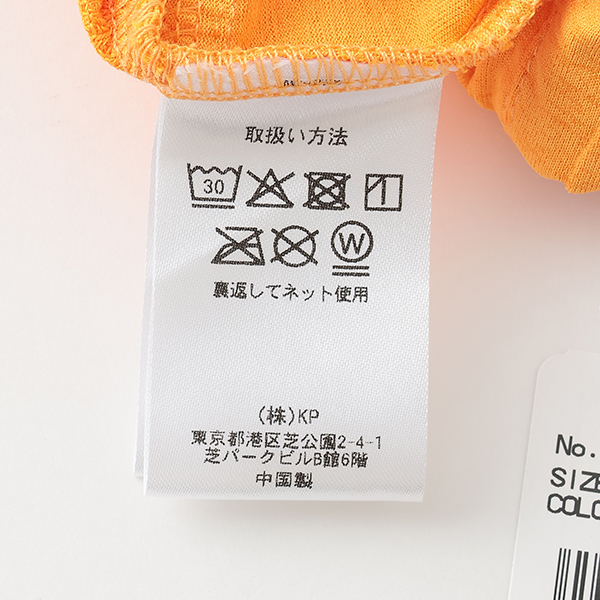 取扱い方法
30
W
裏返してネット使用
(株)KP
東京都港区芝公園2-4-1
芝パークビルB館6階
中国製
No.
SIZE
COLO